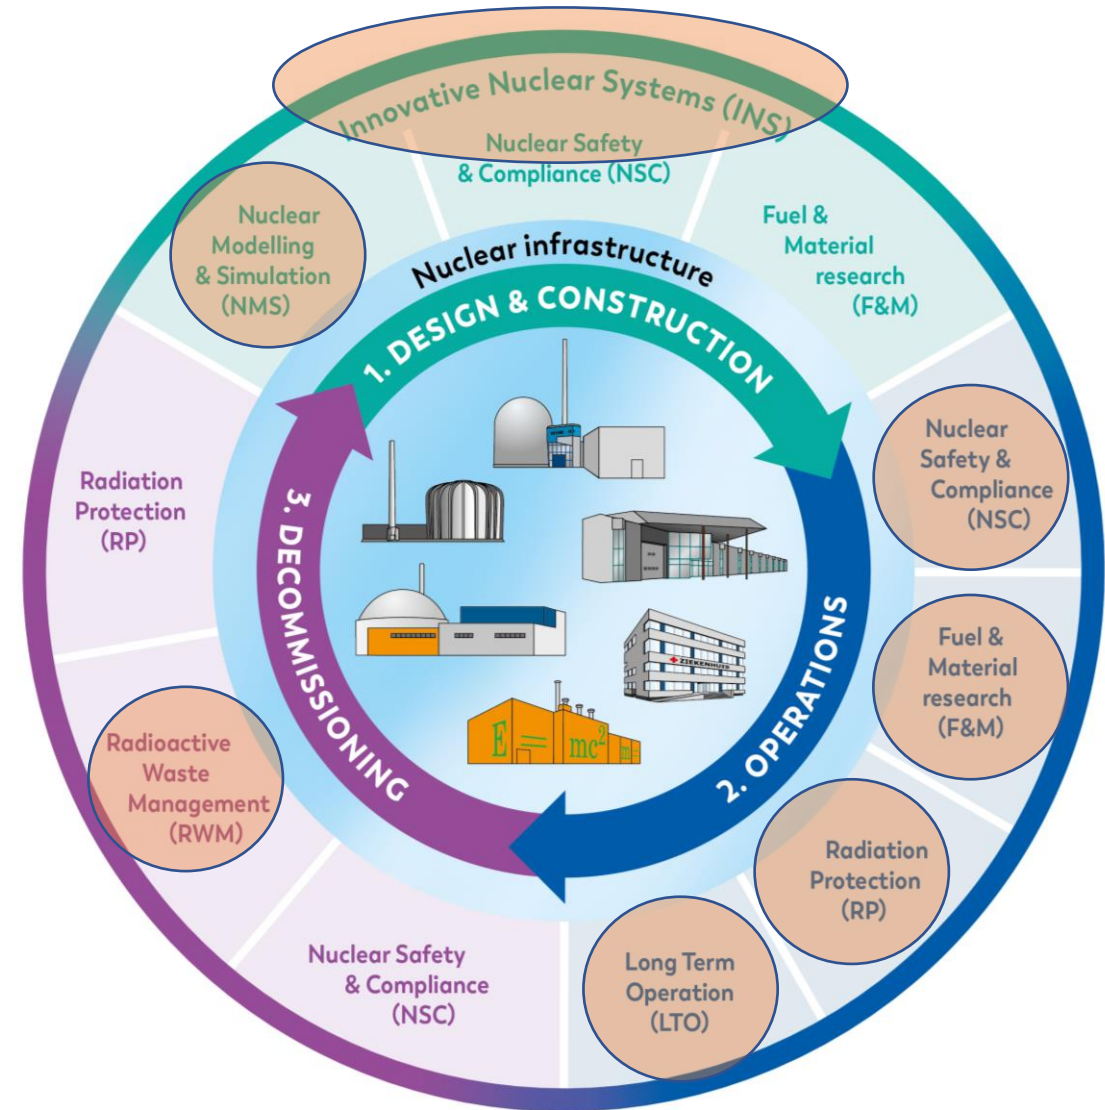 Innovative Nuclear Systems (INS)
Nuclear Safety
& Compliance (NSC)
Nuclear
Modelling
& Simulation
(NMS)
Fuel &
Material
research
(F&M)
Nuclear infrastructure
1. DESIGN & CONSTRUCTION
Nuclear
Safety &
Compliance
(NSC)
Fuel &
Material
research
(F&M)
Radiation
Protection
(RP)
Long Term
Operation
(LTO)
2. OPERATIONS
Nuclear Safety
& Compliance
(NSC)
Radioactive
Waste
Management
(RWM)
Radiation
Protection
(RP)
3. DECOMMISSIONING
ZIEKENHUIS
E = mc² m=